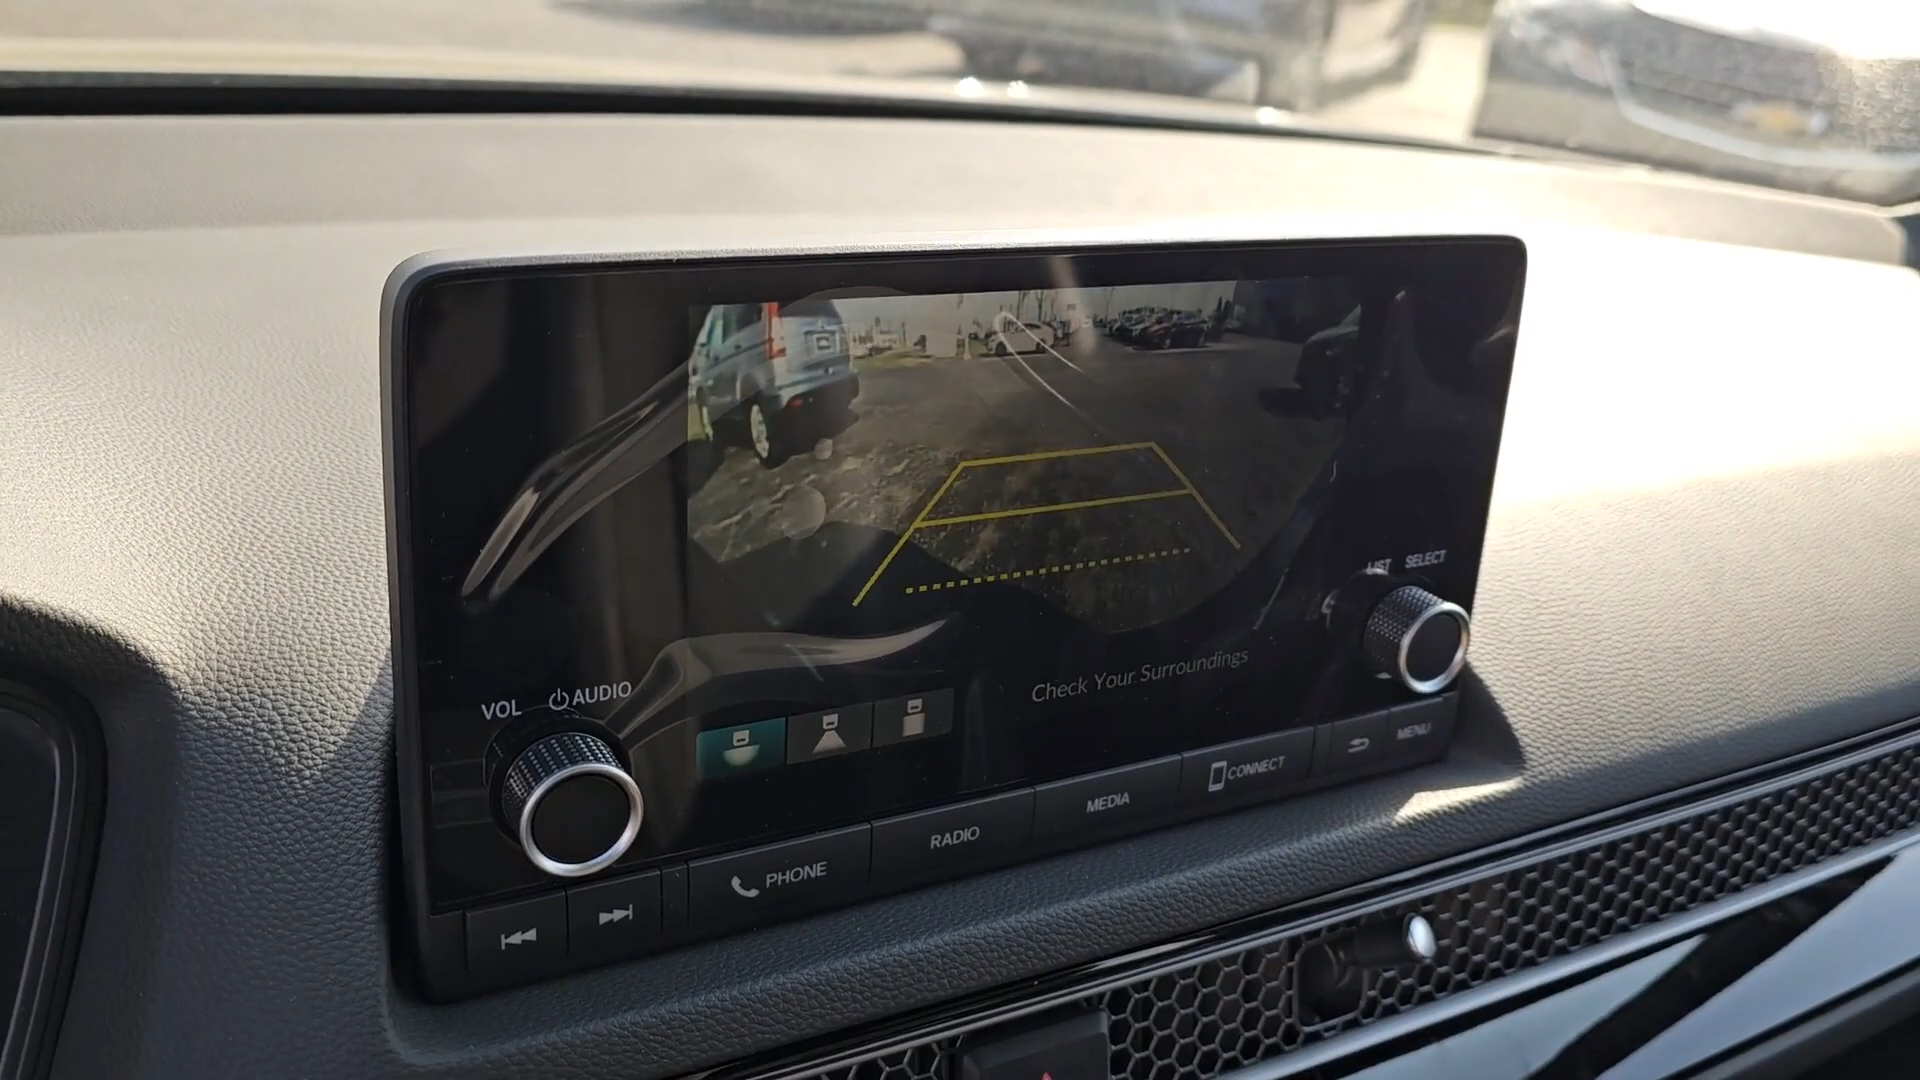 LIST SELECT
Check Your Surroundings
VOL AUDIO
PHONE
RADIO
MEDIA
CONNECT
MENU